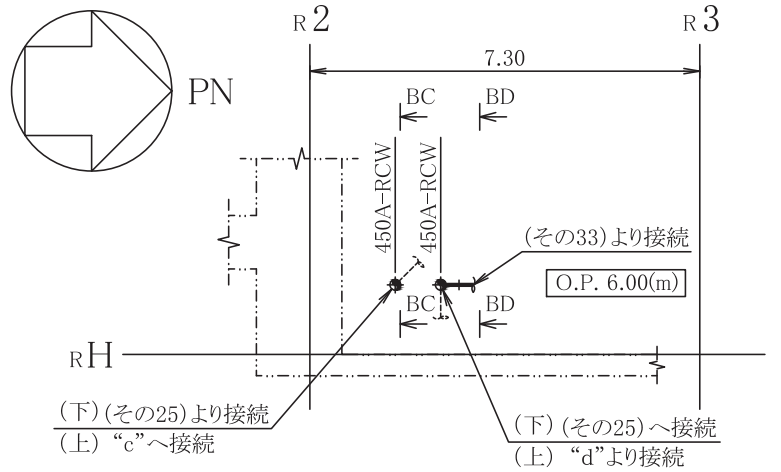 R2
R3
7.30
PN
BC
BD
450A-RCW
450A-RCW
(その33)より接続
O.P. 6.00(m)
BC
BD
RH
(下)(その25)より接続
(上) “c”へ接続
(下)(その25)へ接続
(上) “d”より接続